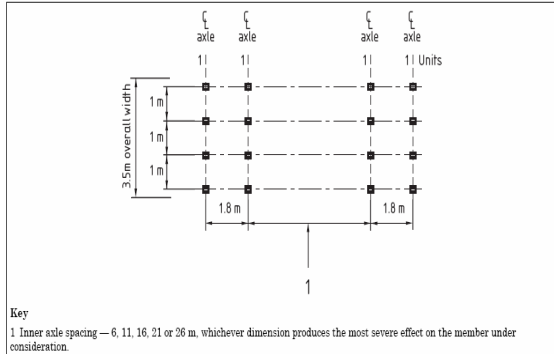 ℄ ℄ ℄ ℄
axle axle axle axle
1 1 1 1 Units
3.5m overall width
1 m
1 m
1 m
1.8 m 1.8 m
1
Key
1 Inner axle spacing — 6, 11, 16, 21 or 26 m, whichever dimension produces the most severe effect on the member under
consideration.